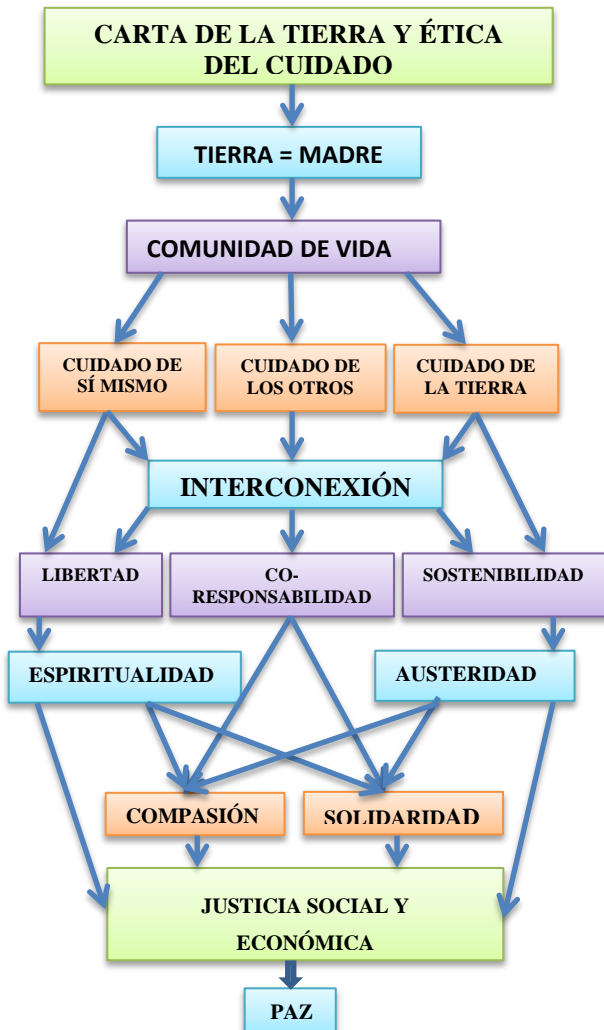 CARTA DE LA TIERRA Y ÉTICA
DEL CUIDADO
TIERRA = MADRE
COMUNIDAD DE VIDA
CUIDADO DE
SÍ MISMO
CUIDADO DE
LOS OTROS
CUIDADO DE
LA TIERRA
INTERCONEXIÓN
LIBERTAD
CO-
RESPONSABILIDAD
SOSTENIBILIDAD
ESPIRITUALIDAD
AUSTERIDAD
COMPASIÓN
SOLIDARIDAD
JUSTICIA SOCIAL Y
ECONÓMICA
PAZ